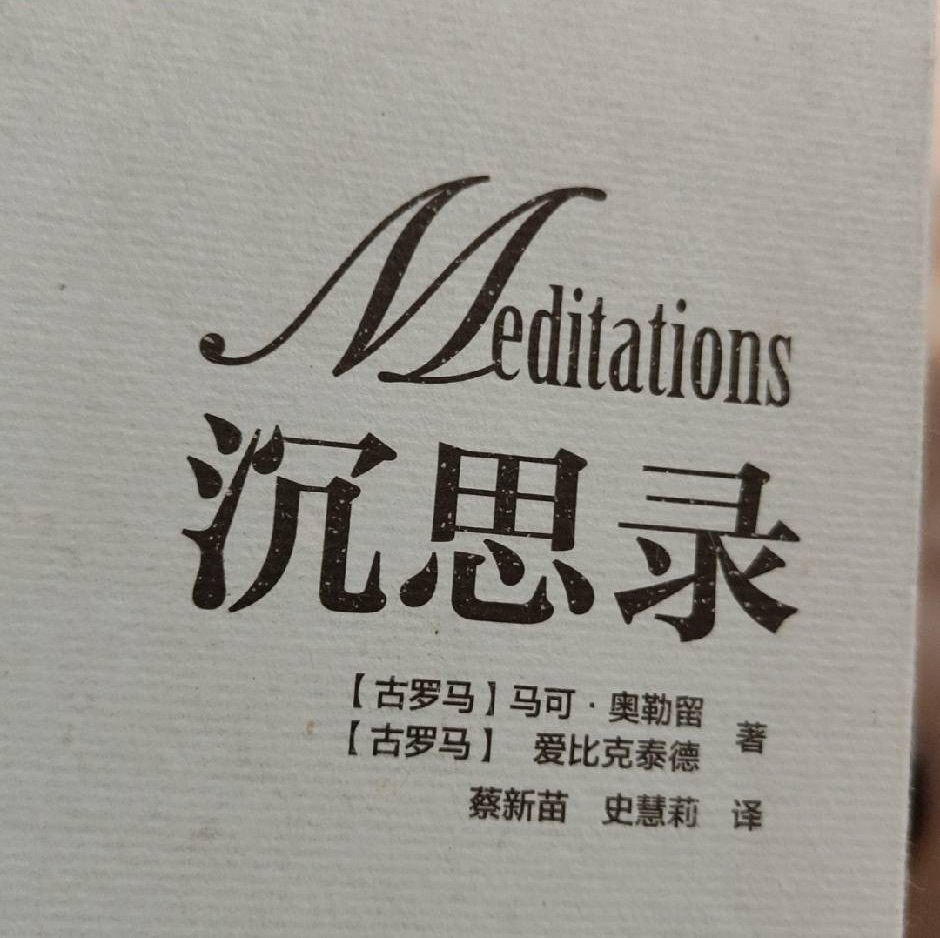 Meditations
沉思录
【古罗马】马可·奥勒留
【古罗马】 爱比克泰德 著
蔡新苗 史慧莉 译